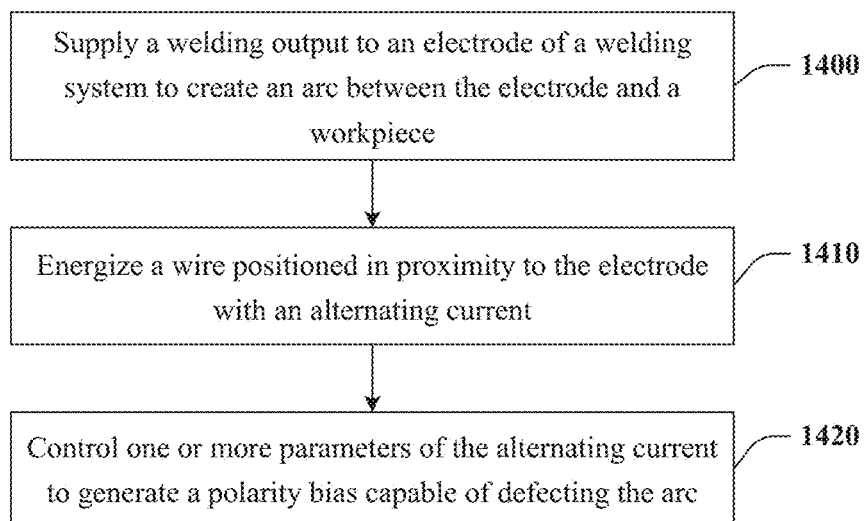 Supply a welding output to an electrode of a welding
system to create an arc between the electrode and a
workpiece
1400
Energize a wire positioned in proximity to the electrode
with an alternating current
1410
Control one or more parameters of the alternating current
to generate a polarity bias capable of defecting the arc
1420